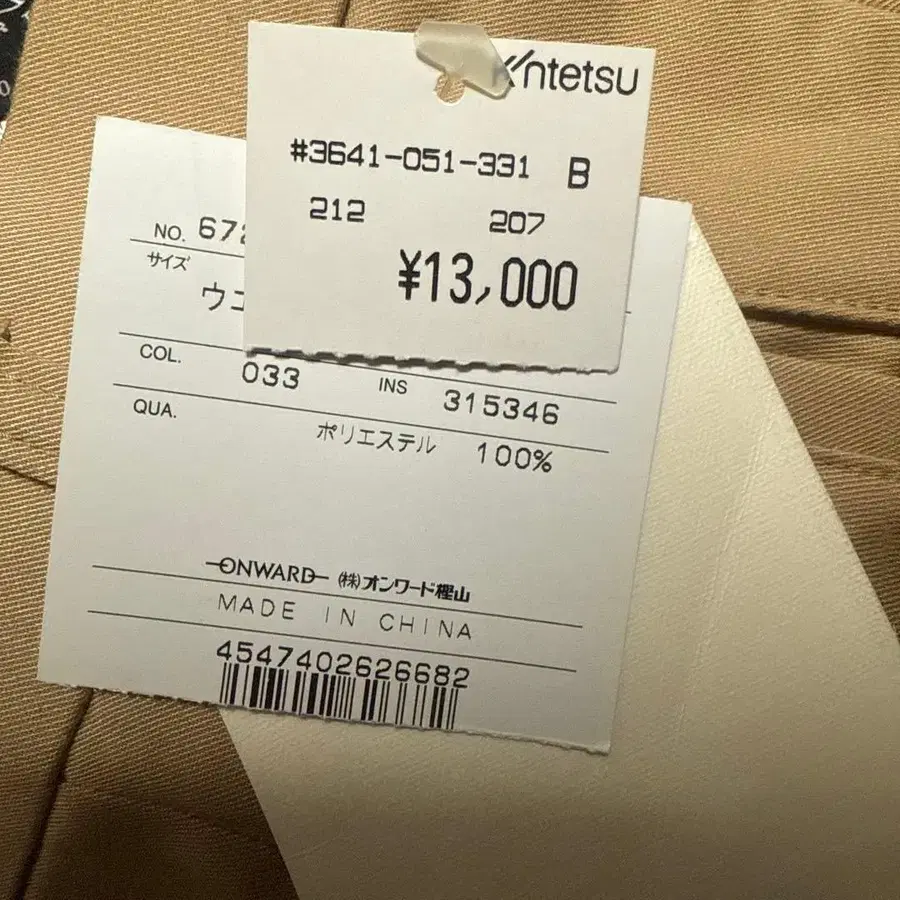 Kintetsu
#3641-051-331 B
212 207
¥13,000
NO. 672
サイズ
ウエ
COL. 033 INS 315346
QUA. ポリエステル 100%
ONWARD (株)オンワード樫山
MADE IN CHINA
4547402626682